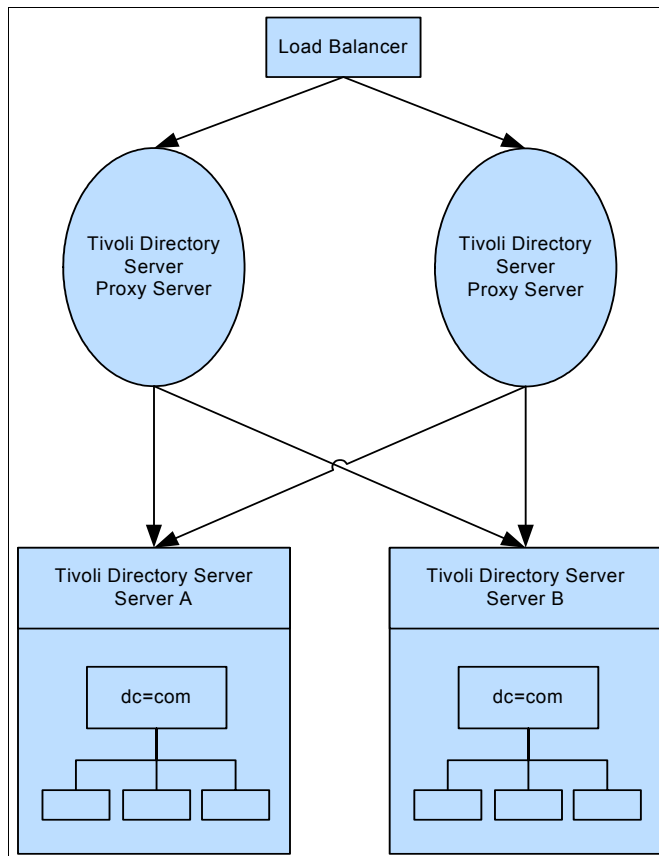 Load Balancer
Tivoli Directory
Server
Proxy Server
Tivoli Directory
Server
Proxy Server
Tivoli Directory Server
Server A
Tivoli Directory Server
Server B
dc=com
dc=com